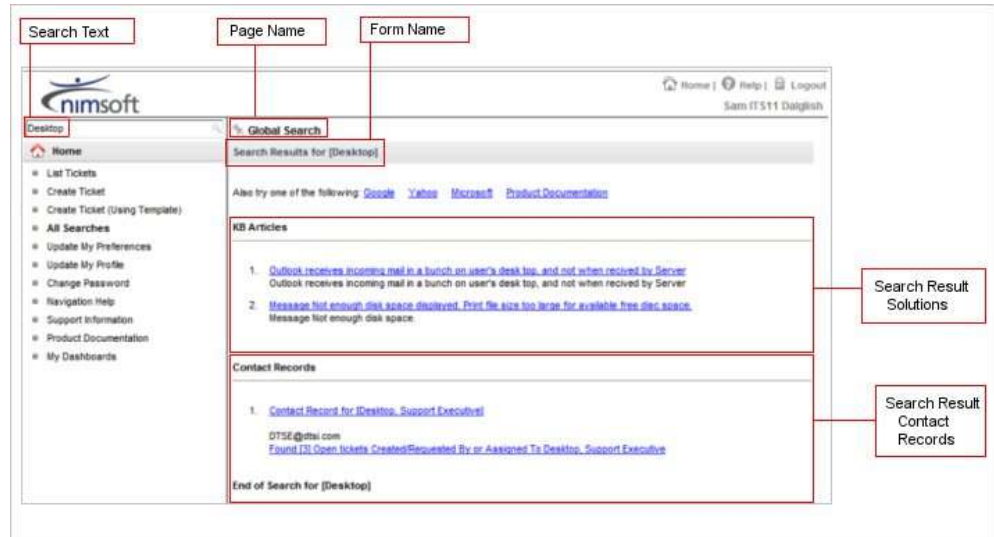 Search Text
Page Name
Form Name
nimsoft
Home | Help | Logout
Sam ITS11 Dalglish
Desktop
Global Search
Home
Search Results for [Desktop]
List Tickets
Create Ticket
Create Ticket (Using Template)
All Searches
Update My Preferences
Update My Profile
Change Password
Navigation Help
Support Information
Product Documentation
My Dashboards
Also try one of the following: Google Yahoo Microsoft Product Documentation
KB Articles
1. Outlook receives incoming mail in a bunch on user's desk top, and not when recived by Server
Outlook receives incoming mail in a bunch on user's desk top, and not when recived by Server
2. Message Not enough disk space displayed. Print file size too large for available free disc space.
Message Not enough disk space.
Search Result
Solutions
Contact Records
1. Contact Record for [Desktop, Support Executive]
DTSE@dtsi.com
Found [3] Open tickets Created/Requested By or Assigned To Desktop, Support Executive
End of Search for [Desktop]
Search Result
Contact
Records